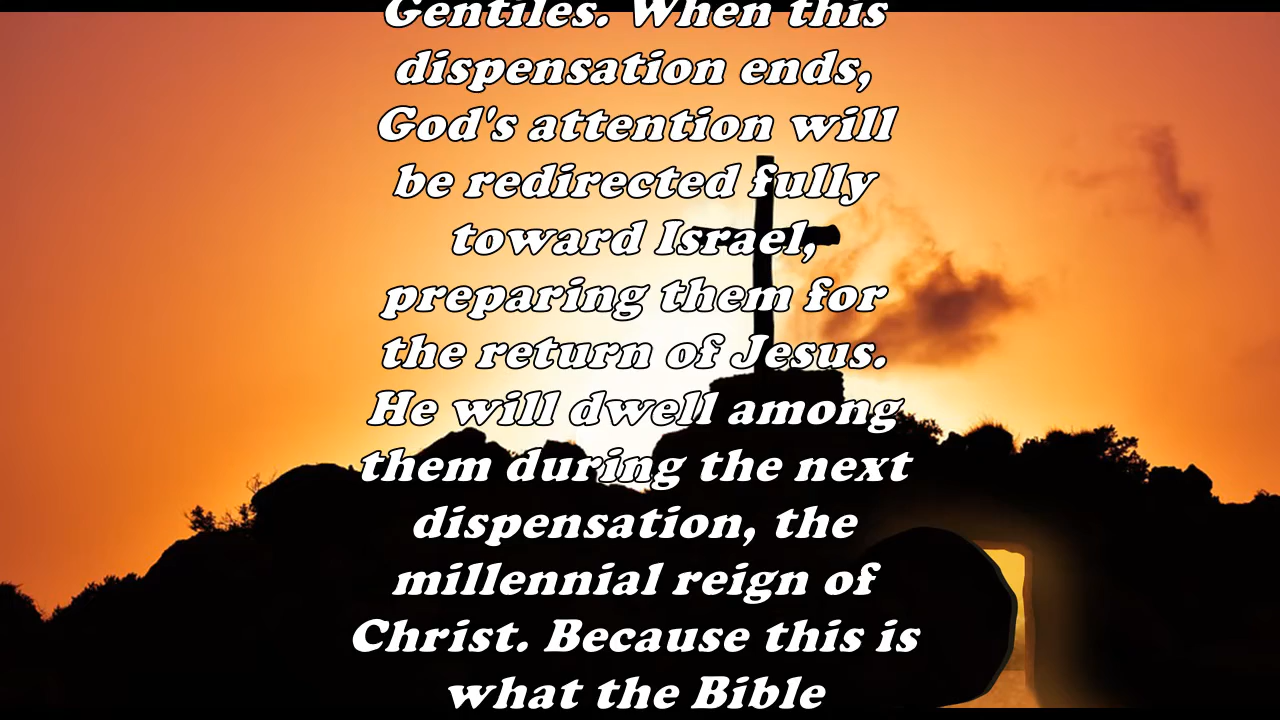 Gentiles. When this
dispensation ends,
God's attention will
be redirected fully
toward Israel,
preparing them for
the return of Jesus.
He will dwell among
them during the next
dispensation, the
millennial reign of
Christ. Because this is
what the Bible